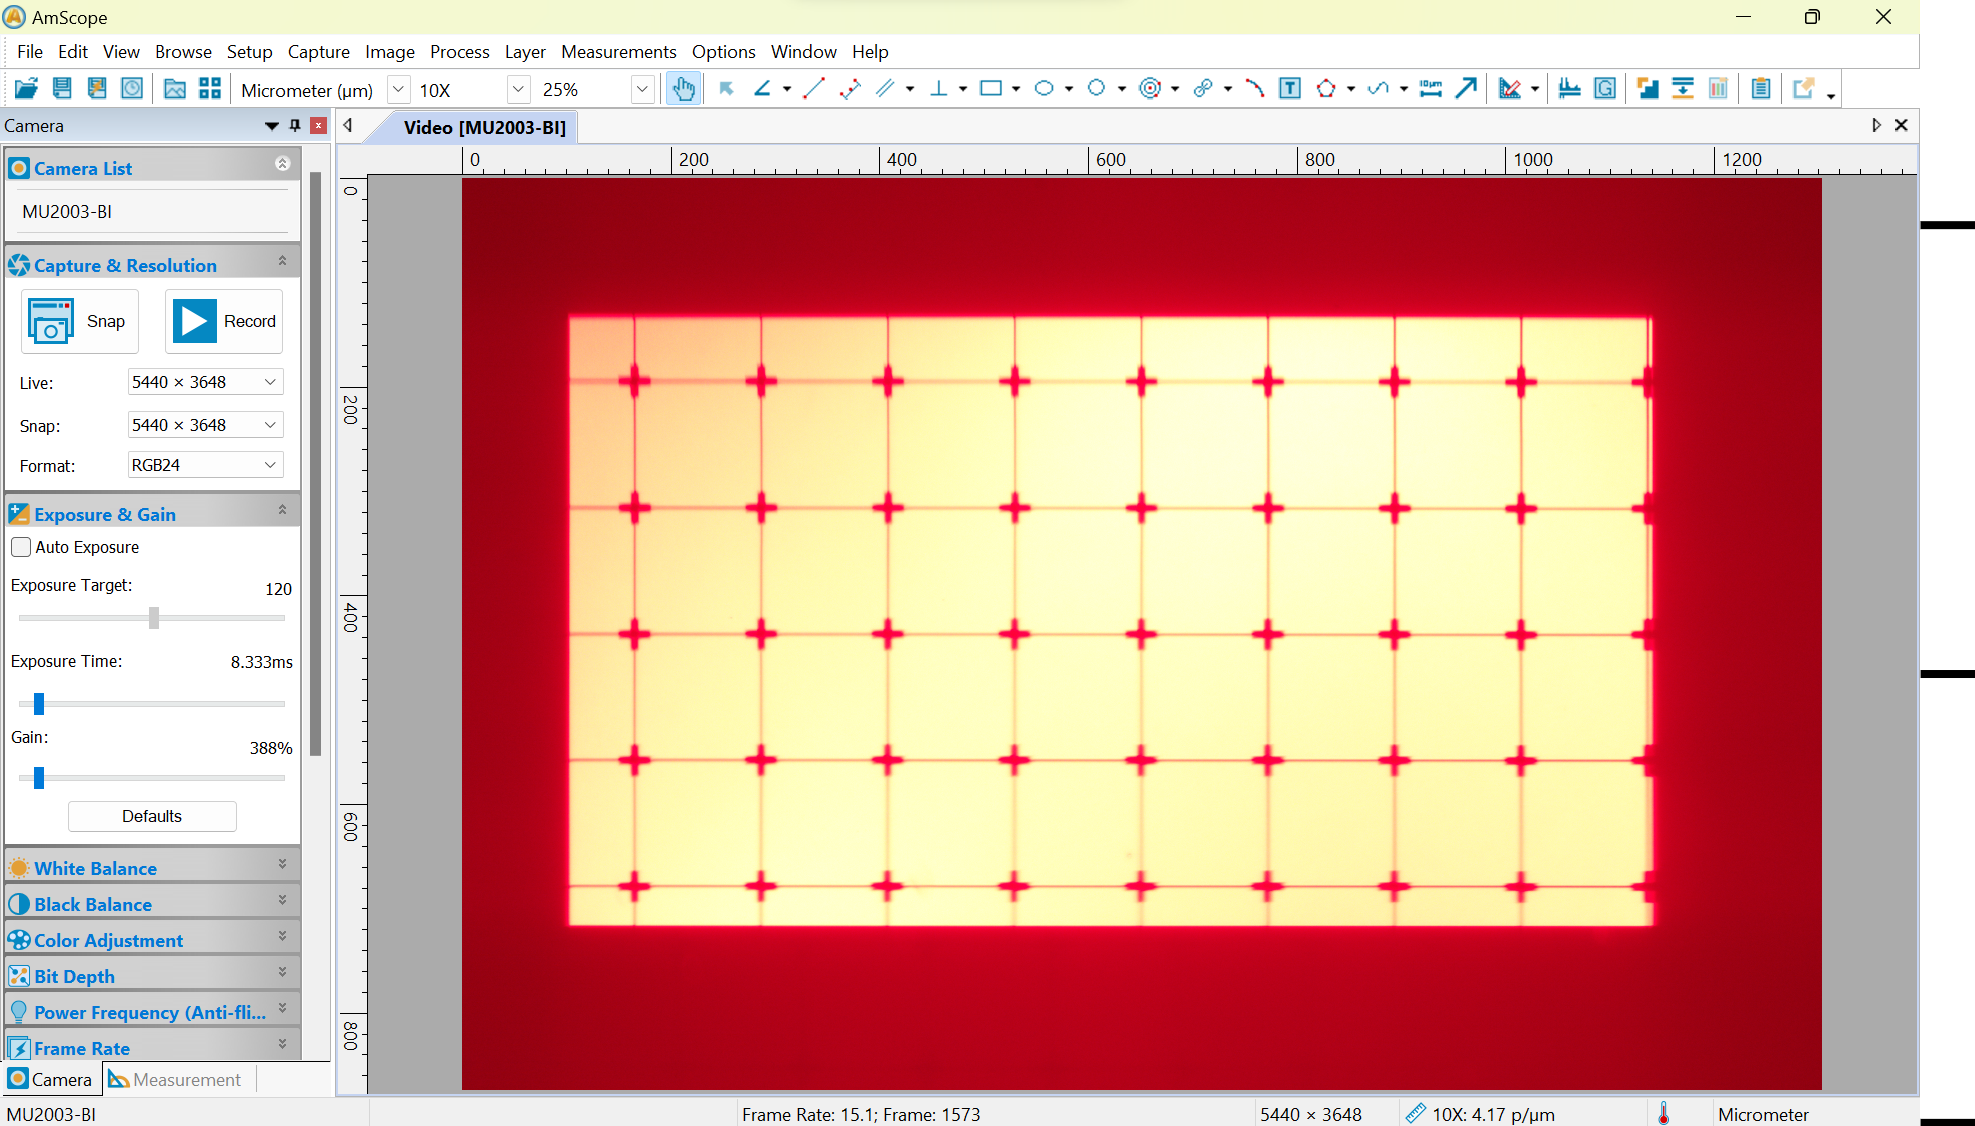 AmScope
File Edit View Browse Setup Capture Image Process Layer Measurements Options Window Help
Micrometer (µm) 10X 25%
T 10µm G
Camera
Video [MU2003-BI]
0 200 400 600 800 1000 1200
Camera List
MU2003-BI
Capture & Resolution
Snap Record
Live: 5440 × 3648
Snap: 5440 × 3648
Format: RGB24
Exposure & Gain
Auto Exposure
Exposure Target: 120
Exposure Time: 8.333ms
Gain: 388%
Defaults
White Balance
Black Balance
Color Adjustment
Bit Depth
Power Frequency (Anti-fli...
Frame Rate
Camera Measurement
0
200
400
600
800
MU2003-BI Frame Rate: 15.1; Frame: 1573 5440 × 3648 10X: 4.17 p/µm Micrometer